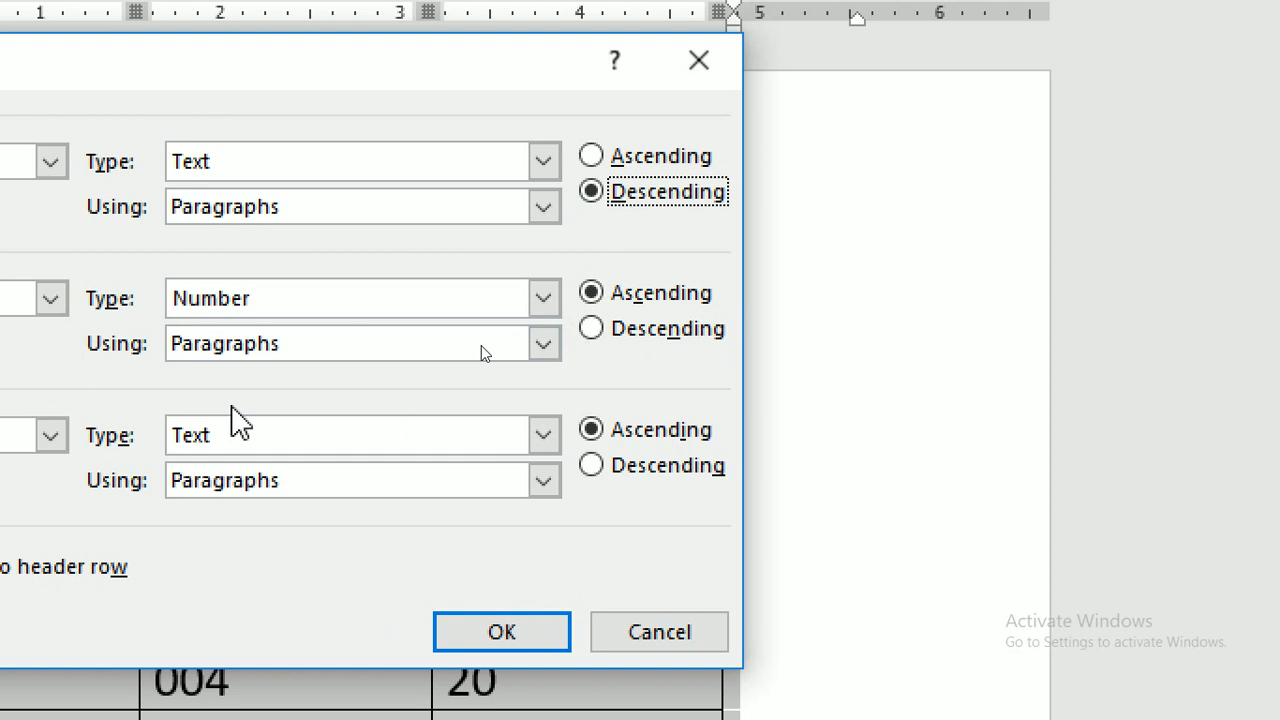 1 2 3 4 5 6
?
Type: Text Ascending
Using: Paragraphs Descending
Type: Number Ascending
Using: Paragraphs Descending
Type: Text Ascending
Using: Paragraphs Descending
o header row
OK Cancel
Activate Windows
Go to Settings to activate Windows.
004 20